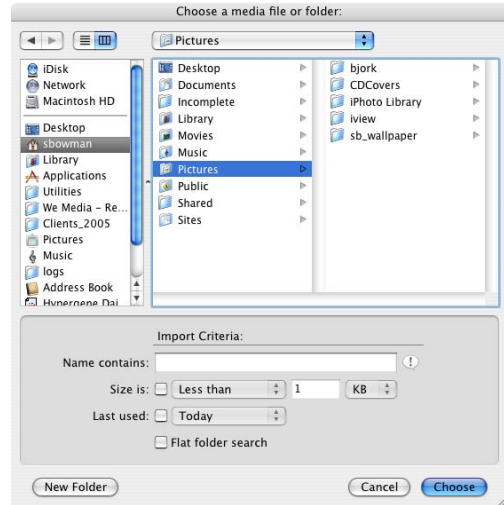 Choose a media file or folder:
Pictures
iDisk
Network
Macintosh HD
Desktop
sbowman
Library
Applications
Utilities
We Media – Re...
Clients_2005
Pictures
Music
logs
Address Book
Hypergene Dai
Desktop
Documents
Incomplete
Library
Movies
Music
Pictures
Public
Shared
Sites
bjork
CDCovers
iPhoto Library
iview
sb_wallpaper
Import Criteria:
Name contains:
Size is: Less than 1 KB
Last used: Today
Flat folder search
New Folder Cancel Choose